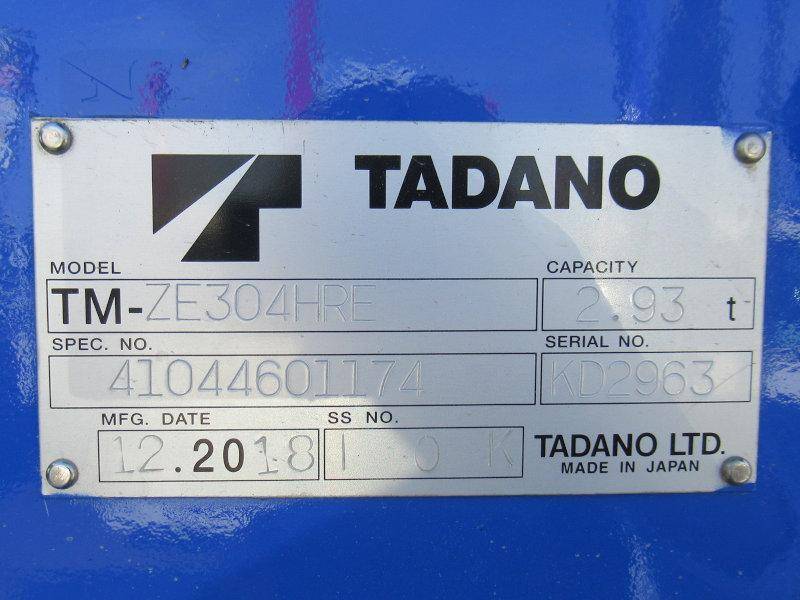 TADANO
MODEL CAPACITY
TM-ZE304HRE 2.93 t
SPEC. NO. SERIAL NO.
41044601174 KD2963
MFG. DATE SS NO.
12.2018 1 0 K TADANO LTD.
MADE IN JAPAN